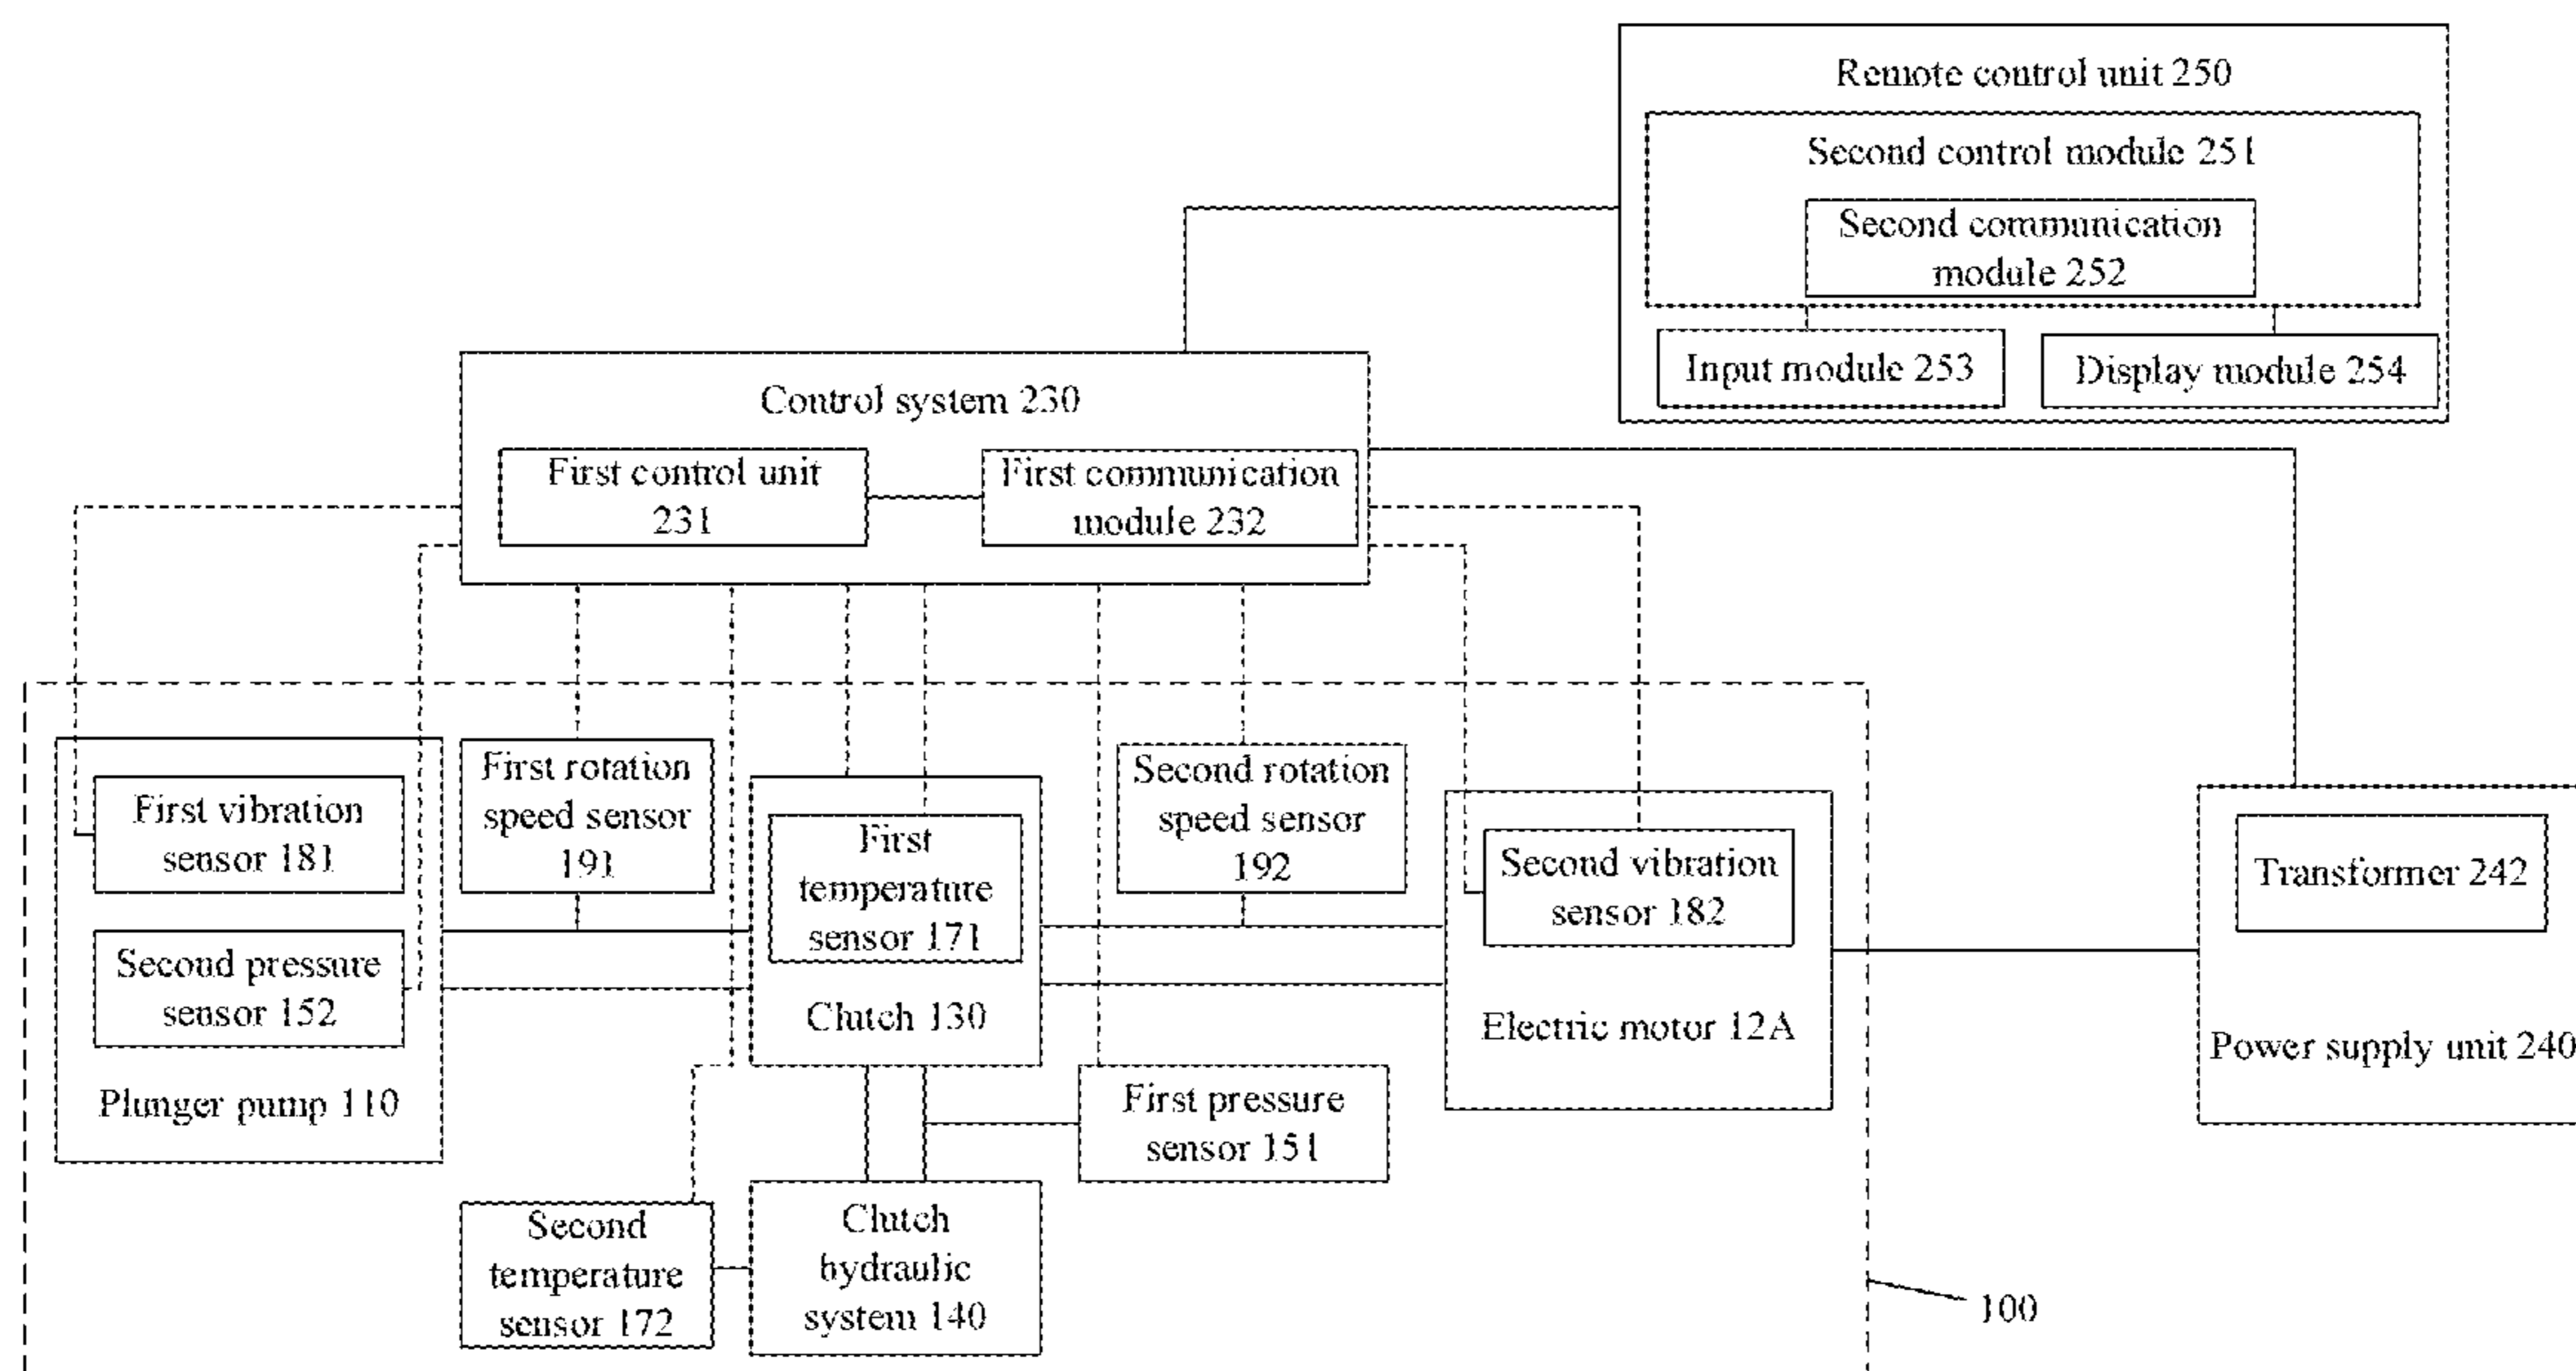 Remote control unit 250
Second control module 251
Second communication
module 252
Input module 253
Display module 254
Control system 230
First control unit
231
First communication
module 232
First vibration
sensor 181
Second pressure
sensor 152
Plunger pump 110
First rotation
speed sensor
191
First
temperature
sensor 171
Clutch 130
Second rotation
speed sensor
192
Second vibration
sensor 182
Electric motor 12A
Transformer 242
Power supply unit 240
First pressure
sensor 151
Second
temperature
sensor 172
Clutch
hydraulic
system 140
100